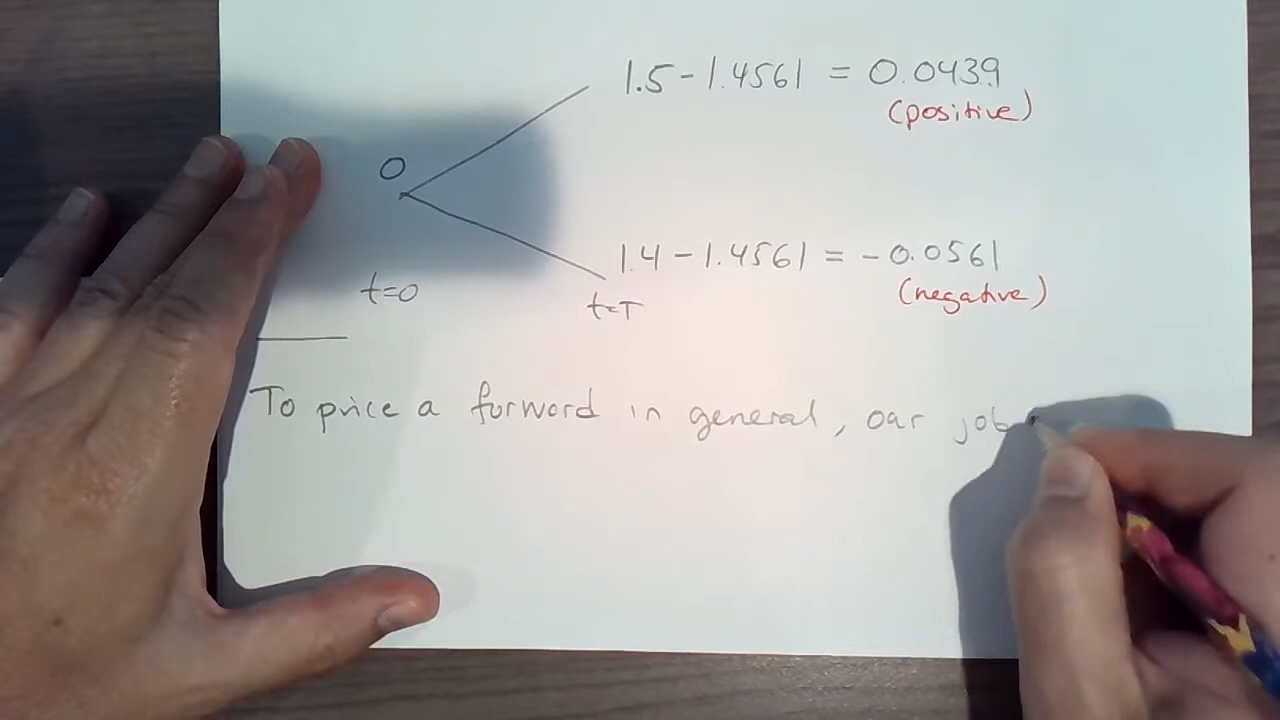 1.5 - 1.4561 = 0.0439
(positive)
0
1.4 - 1.4561 = -0.0561
(negative)
t=0
t=T
To price a forword in general, our job